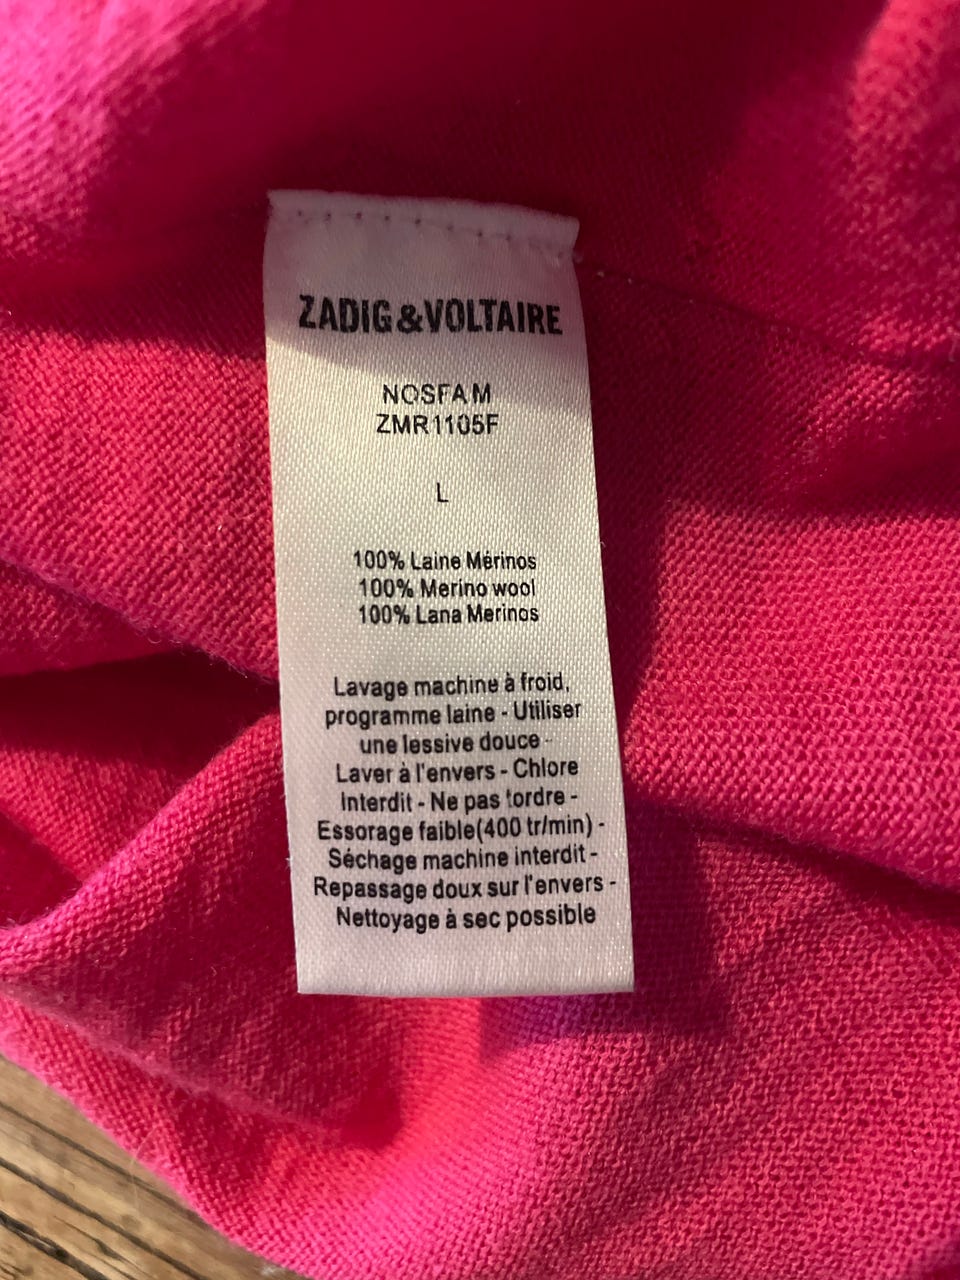 ZADIG&VOLTAIRE
NOSFA M
ZMR1105F
L
100% Laine Mérinos
100% Merino wool
100% Lana Merinos
Lavage machine à froid,
programme laine - Utiliser
une lessive douce -
Laver à l'envers - Chlore
Interdit - Ne pas tordre -
Essorage faible(400 tr/min) -
Séchage machine interdit -
Repassage doux sur l'envers -
Nettoyage à sec possible